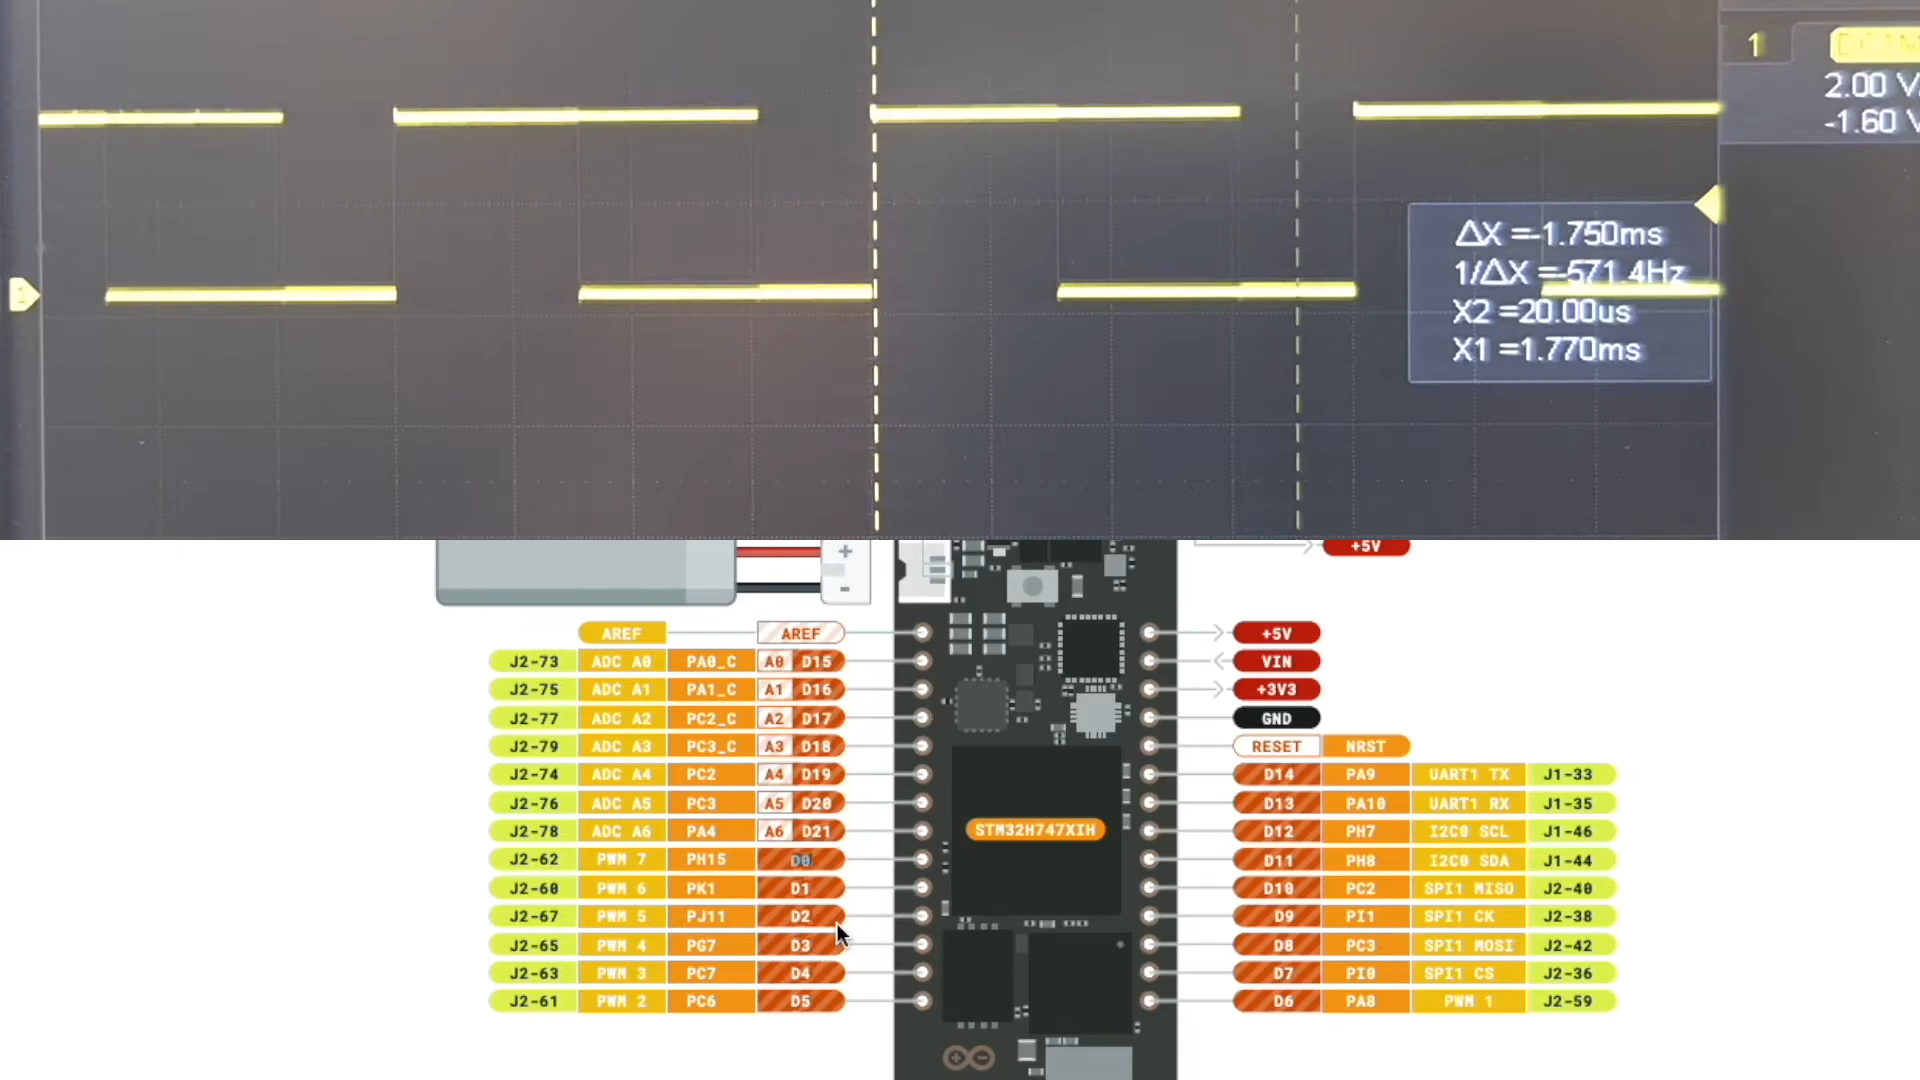 1
2.00 V
-1.60 V
ΔX =-1.750ms
1/ΔX =-571.4Hz
X2 =20.00us
X1 =1.770ms
+5V
+
-
AREF AREF +5V
J2-73 ADC A0 PA0_C A0 D15 VIN
J2-75 ADC A1 PA1_C A1 D16 +3V3
J2-77 ADC A2 PC2_C A2 D17 GND
J2-79 ADC A3 PC3_C A3 D18 RESET NRST
J2-74 ADC A4 PC2 A4 D19 D14 PA9 UART1 TX J1-33
J2-76 ADC A5 PC3 A5 D20 D13 PA10 UART1 RX J1-35
J2-78 ADC A6 PA4 A6 D21 STM32H747XIH D12 PH7 I2C0 SCL J1-46
J2-62 PWM 7 PH15 D0 D11 PH8 I2C0 SDA J1-44
J2-60 PWM 6 PK1 D1 D10 PC2 SPI1 MISO J2-40
J2-67 PWM 5 PJ11 D2 D9 PI1 SPI1 CK J2-38
J2-65 PWM 4 PG7 D3 D8 PC3 SPI1 MOSI J2-42
J2-63 PWM 3 PC7 D4 D7 PI0 SPI1 CS J2-36
J2-61 PWM 2 PC6 D5 D6 PA8 PWM 1 J2-59